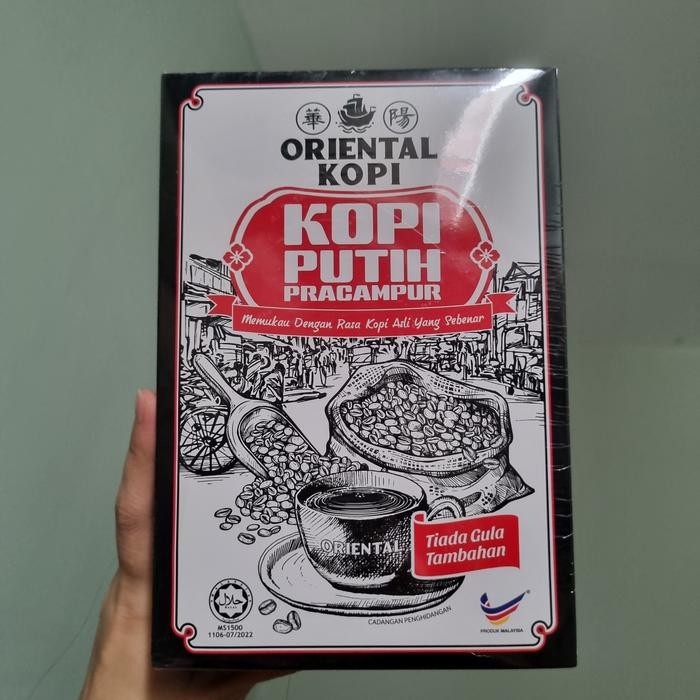 華 陽
ORIENTAL
KOPI
KOPI
PUTIH
PRACAMPUR
Memukau Dengan Rasa Kopi Asli Yang Sebenar
ORIENTAL
Tiada Gula
Tambahan
CADANGAN PENGHIDANGAN
حلال
MS1500
1106-07/2022
PRODUK MALAYSIA